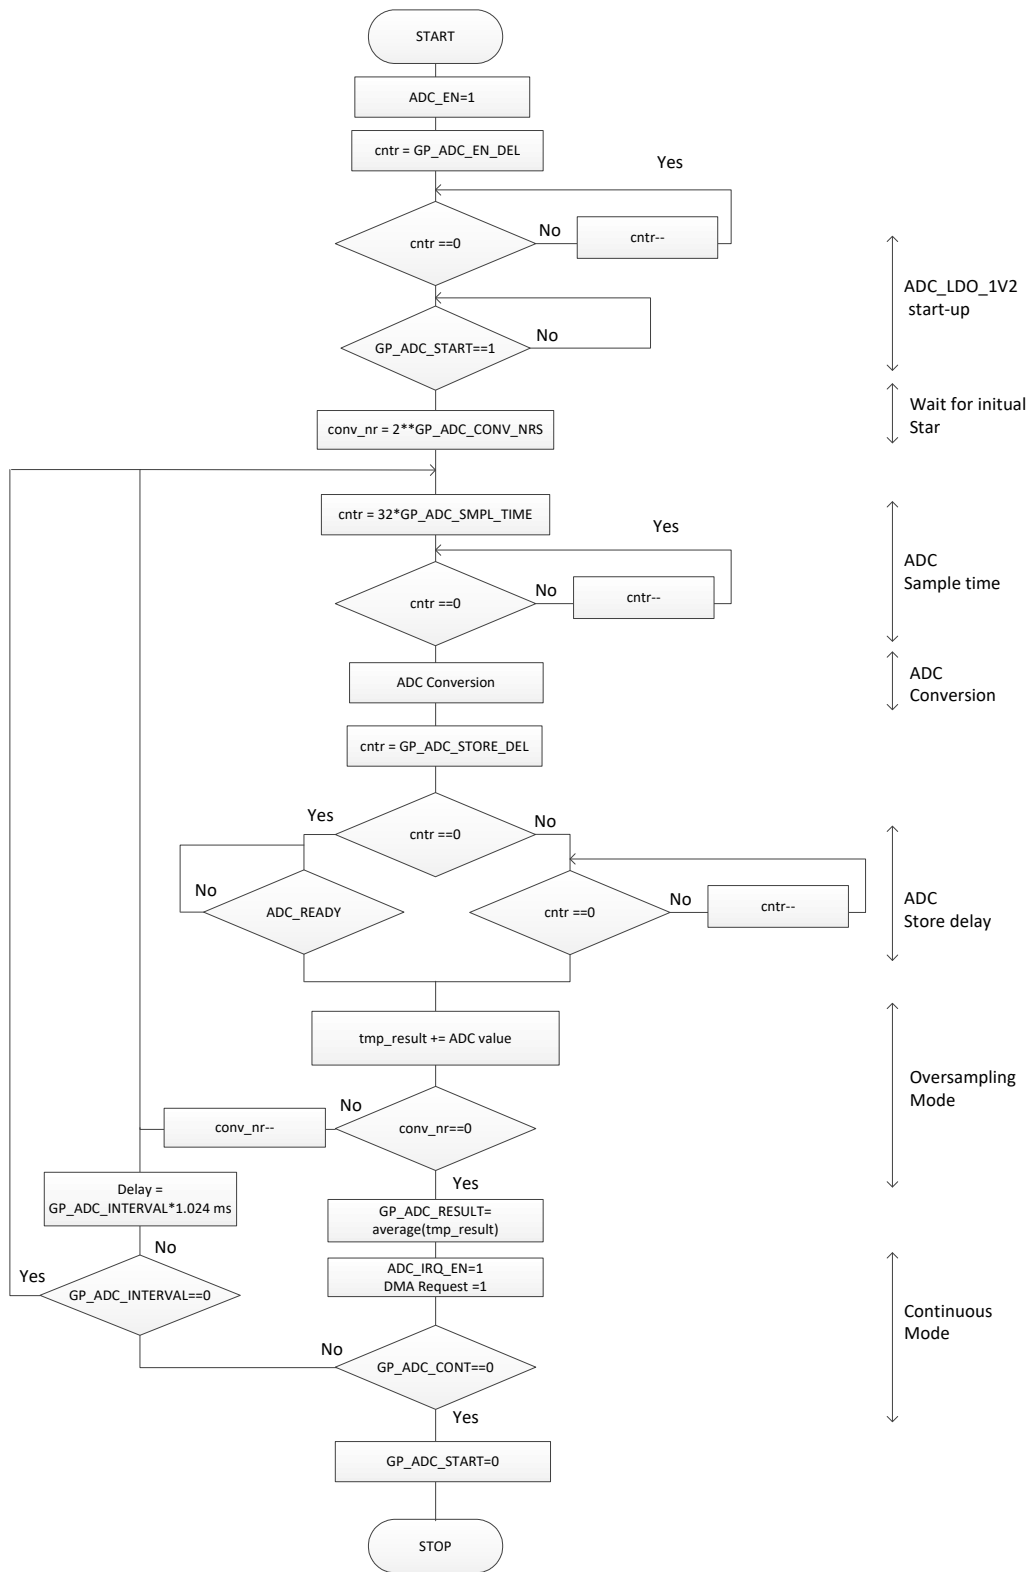 START
ADC_EN=1
cntr = GP_ADC_EN_DEL
Yes
cntr ==0
No
cntr--
ADC_LDO_1V2
start-up
GP_ADC_START==1
No
Wait for initual
Star
conv_nr = 2**GP_ADC_CONV_NRS
cntr = 32*GP_ADC_SMPL_TIME
Yes
cntr ==0
No
cntr--
ADC
Sample time
ADC Conversion
ADC
Conversion
cntr = GP_ADC_STORE_DEL
Yes
cntr ==0
No
No
ADC_READY
cntr ==0
No
cntr--
ADC
Store delay
tmp_result += ADC value
Oversampling
Mode
conv_nr--
No
conv_nr==0
Yes
Delay =
GP_ADC_INTERVAL*1.024 ms
GP_ADC_RESULT=
average(tmp_result)
No
Yes
GP_ADC_INTERVAL==0
ADC_IRQ_EN=1
DMA Request =1
Continuous
Mode
No
GP_ADC_CONT==0
Yes
GP_ADC_START=0
STOP